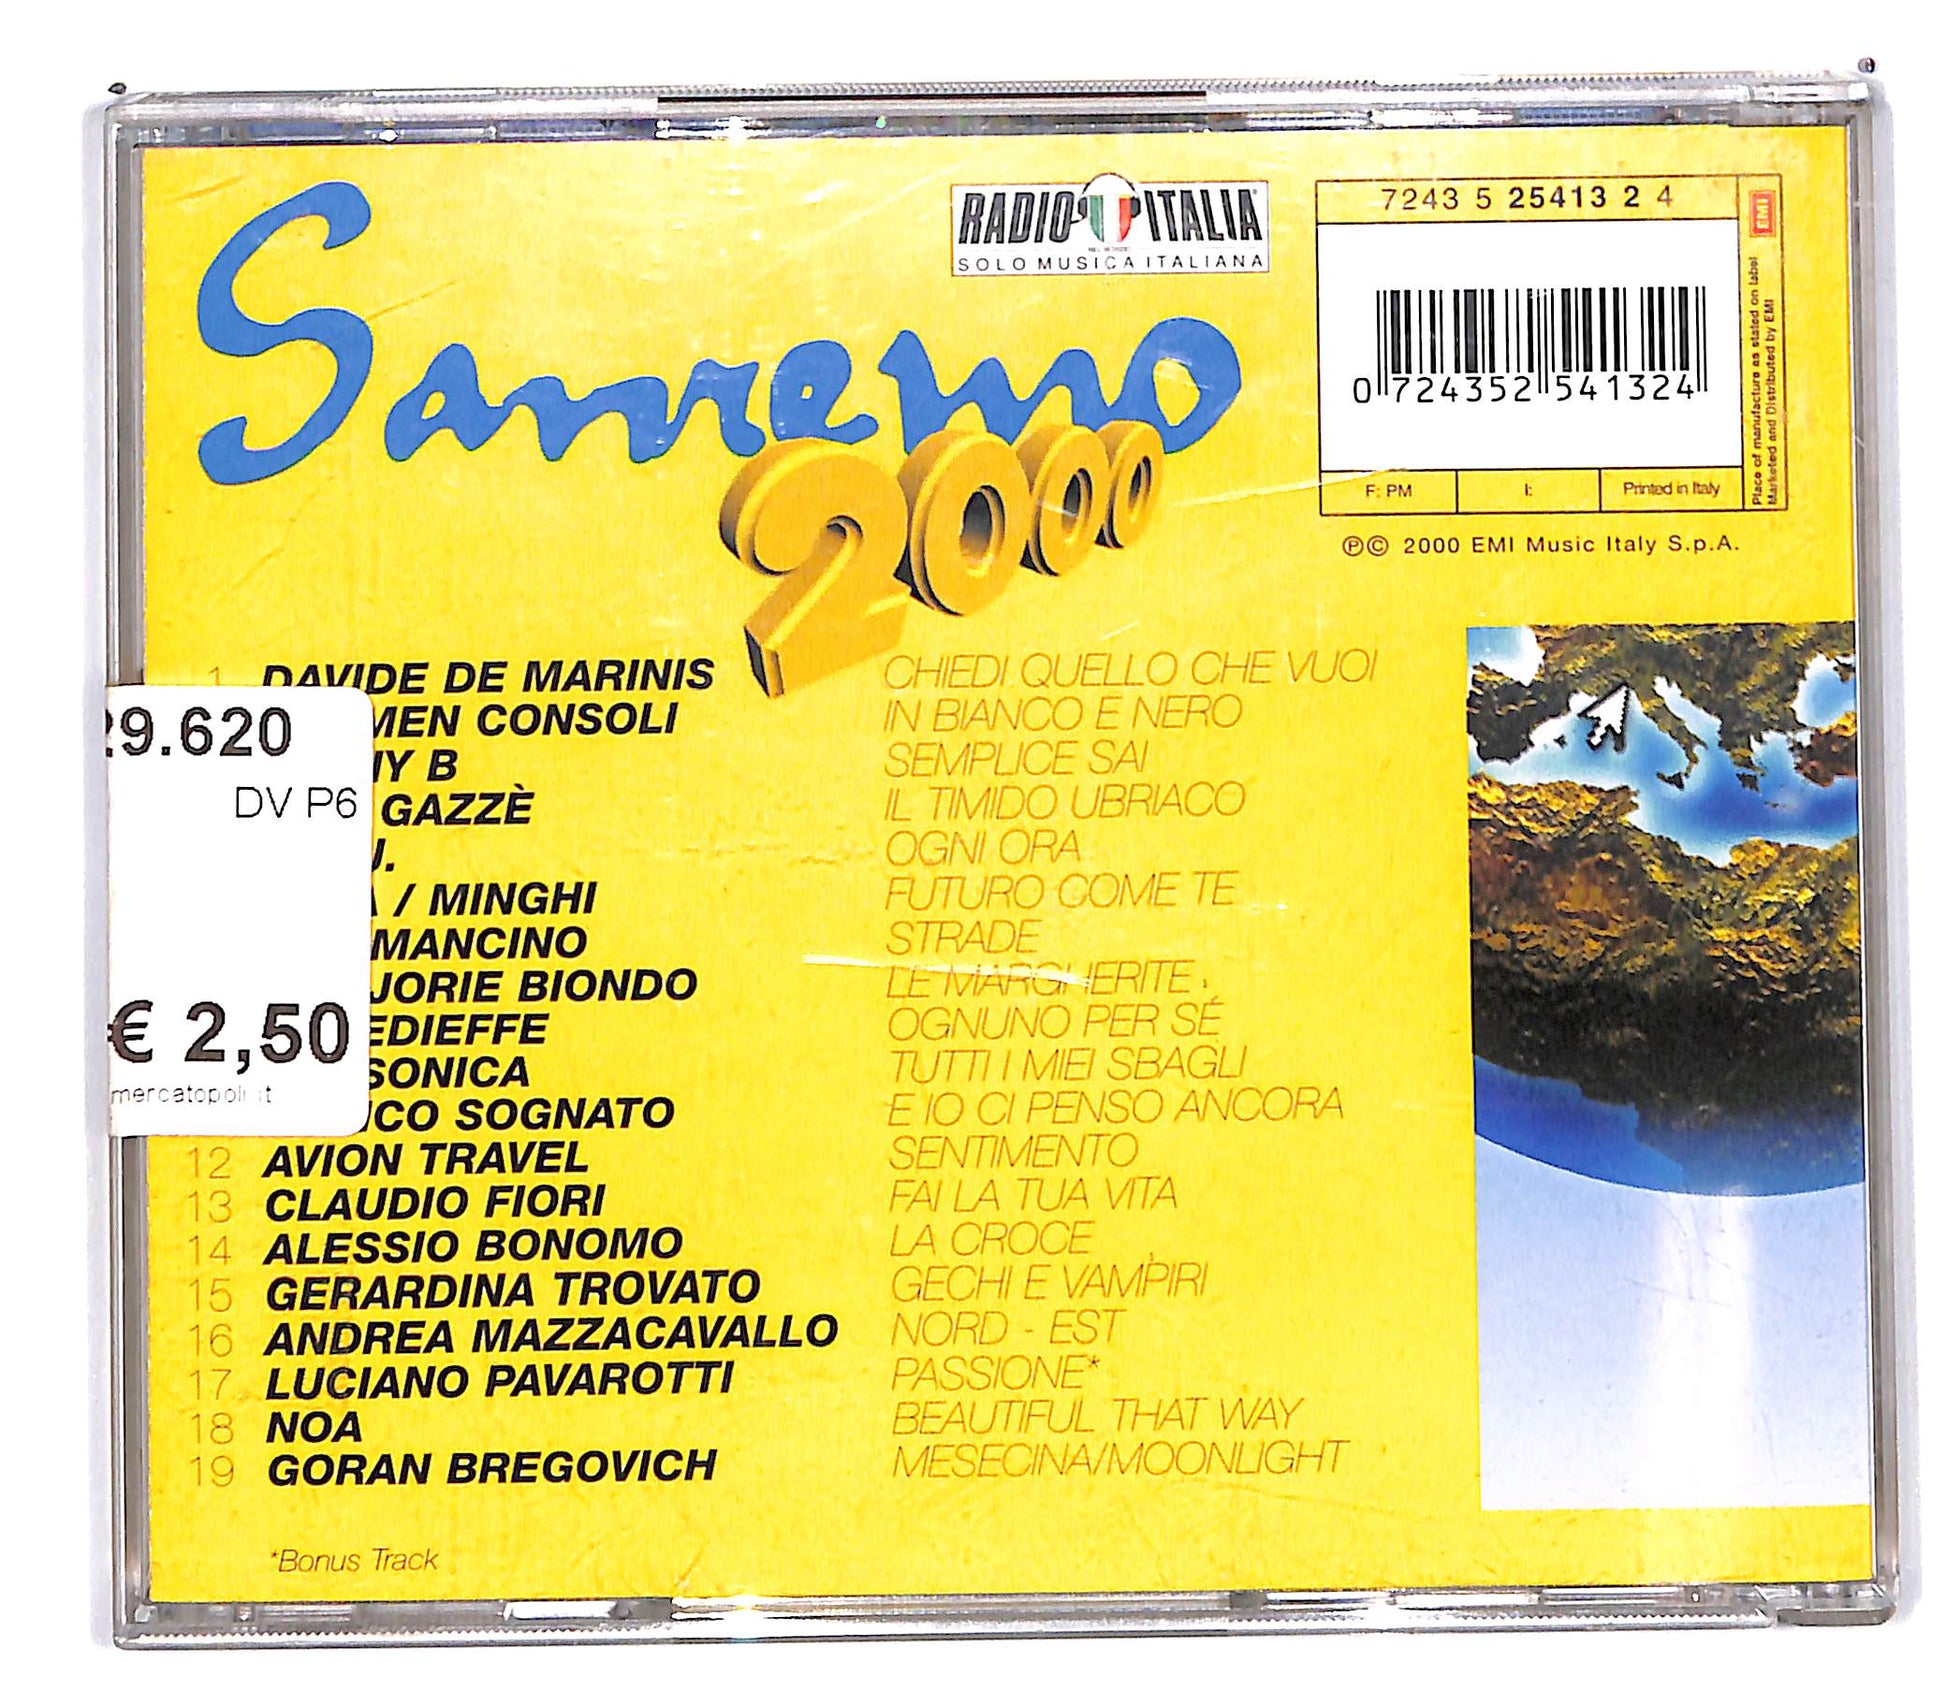 Sanremo
2000
RADIO ITALIA
SOLO MUSICA ITALIANA
7243 5 25413 2 4
EMI
0 724352 541324
F: PM
I:
Printed in Italy
Place of manufacture as stated on label
Marketed and Distributed by EMI
℗© 2000 EMI Music Italy S.p.A.
1 DAVIDE DE MARINIS CHIEDI QUELLO CHE VUOI
MEN CONSOLI IN BIANCO E NERO
Y B SEMPLICE SAI
GAZZÈ IL TIMIDO UBRIACO
U. OGNI ORA
/ MINGHI FUTURO COME TE
MANCINO STRADE
JORIE BIONDO LE MARGHERITE
EDIEFFE OGNUNO PER SÉ
SONICA TUTTI I MIEI SBAGLI
CO SOGNATO E IO CI PENSO ANCORA
12 AVION TRAVEL SENTIMENTO
13 CLAUDIO FIORI FAI LA TUA VITA
14 ALESSIO BONOMO LA CROCE
15 GERARDINA TROVATO GECHI E VAMPIRI
16 ANDREA MAZZACAVALLO NORD - EST
17 LUCIANO PAVAROTTI PASSIONE*
18 NOA BEAUTIFUL THAT WAY
19 GORAN BREGOVICH MESECINA/MOONLIGHT
*Bonus Track
9.620
DV P6
€ 2,50
mercatopoli.it